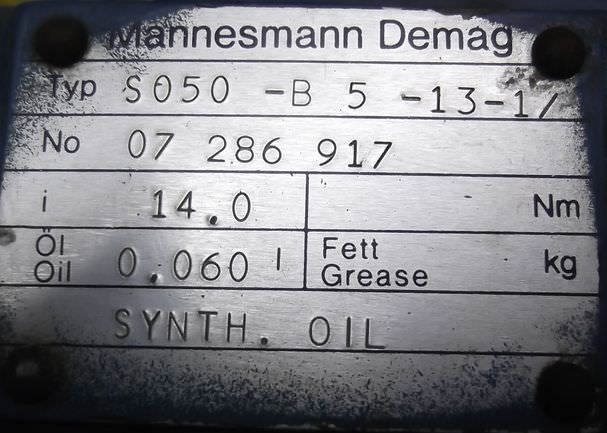 Mannesmann Demag
Typ S050 -B 5 -13-1/
No 07 286 917
i 14.0 Nm
Öl Oil 0.060 l Fett Grease kg
SYNTH. OIL